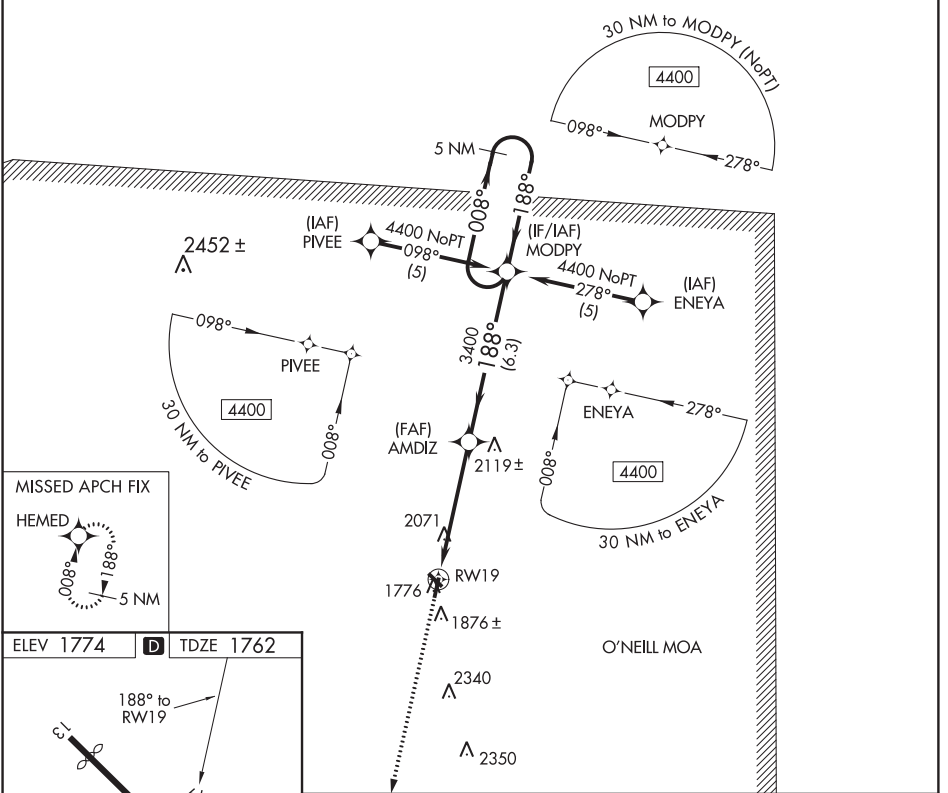 30 NM to MODPY (NoPT)
4400
098°
MODPY
278°
5 NM
008°
188°
(IAF)
PIVEE
4400 NoPT
098°
(5)
(IF/IAF)
MODPY
4400 NoPT
278°
(5)
(IAF)
ENEYA
2452 ±
098°
PIVEE
4400
008°
30 NM to PIVEE
3400
188°
(6.3)
ENEYA
278°
4400
008°
30 NM to ENEYA
(FAF)
AMDIZ
2119 ±
2071
RW19
1776
1876 ±
2340
2350
O'NEILL MOA
MISSED APCH FIX
HEMED
008°
188°
5 NM
ELEV 1774 D TDZE 1762
188° to
RW19
13